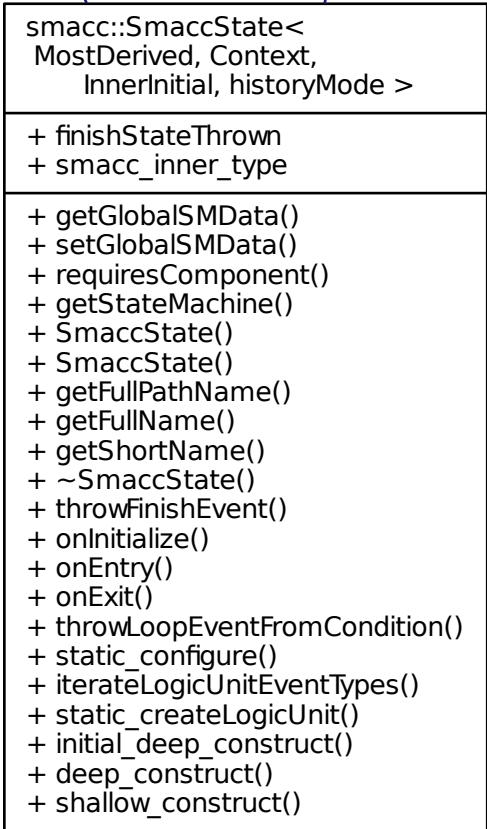 smacc::SmaccState<
MostDerived, Context,
InnerInitial, historyMode >
+ finishStateThrown
+ smacc_inner_type
+ getGlobalSMData()
+ setGlobalSMData()
+ requiresComponent()
+ getStateMachine()
+ SmaccState()
+ SmaccState()
+ getFullPathName()
+ getFullName()
+ getShortName()
+ ~SmaccState()
+ throwFinishEvent()
+ onInitialize()
+ onEntry()
+ onExit()
+ throwLoopEventFromCondition()
+ static_configure()
+ iterateLogicUnitEventTypes()
+ static_createLogicUnit()
+ initial_deep_construct()
+ deep_construct()
+ shallow_construct()